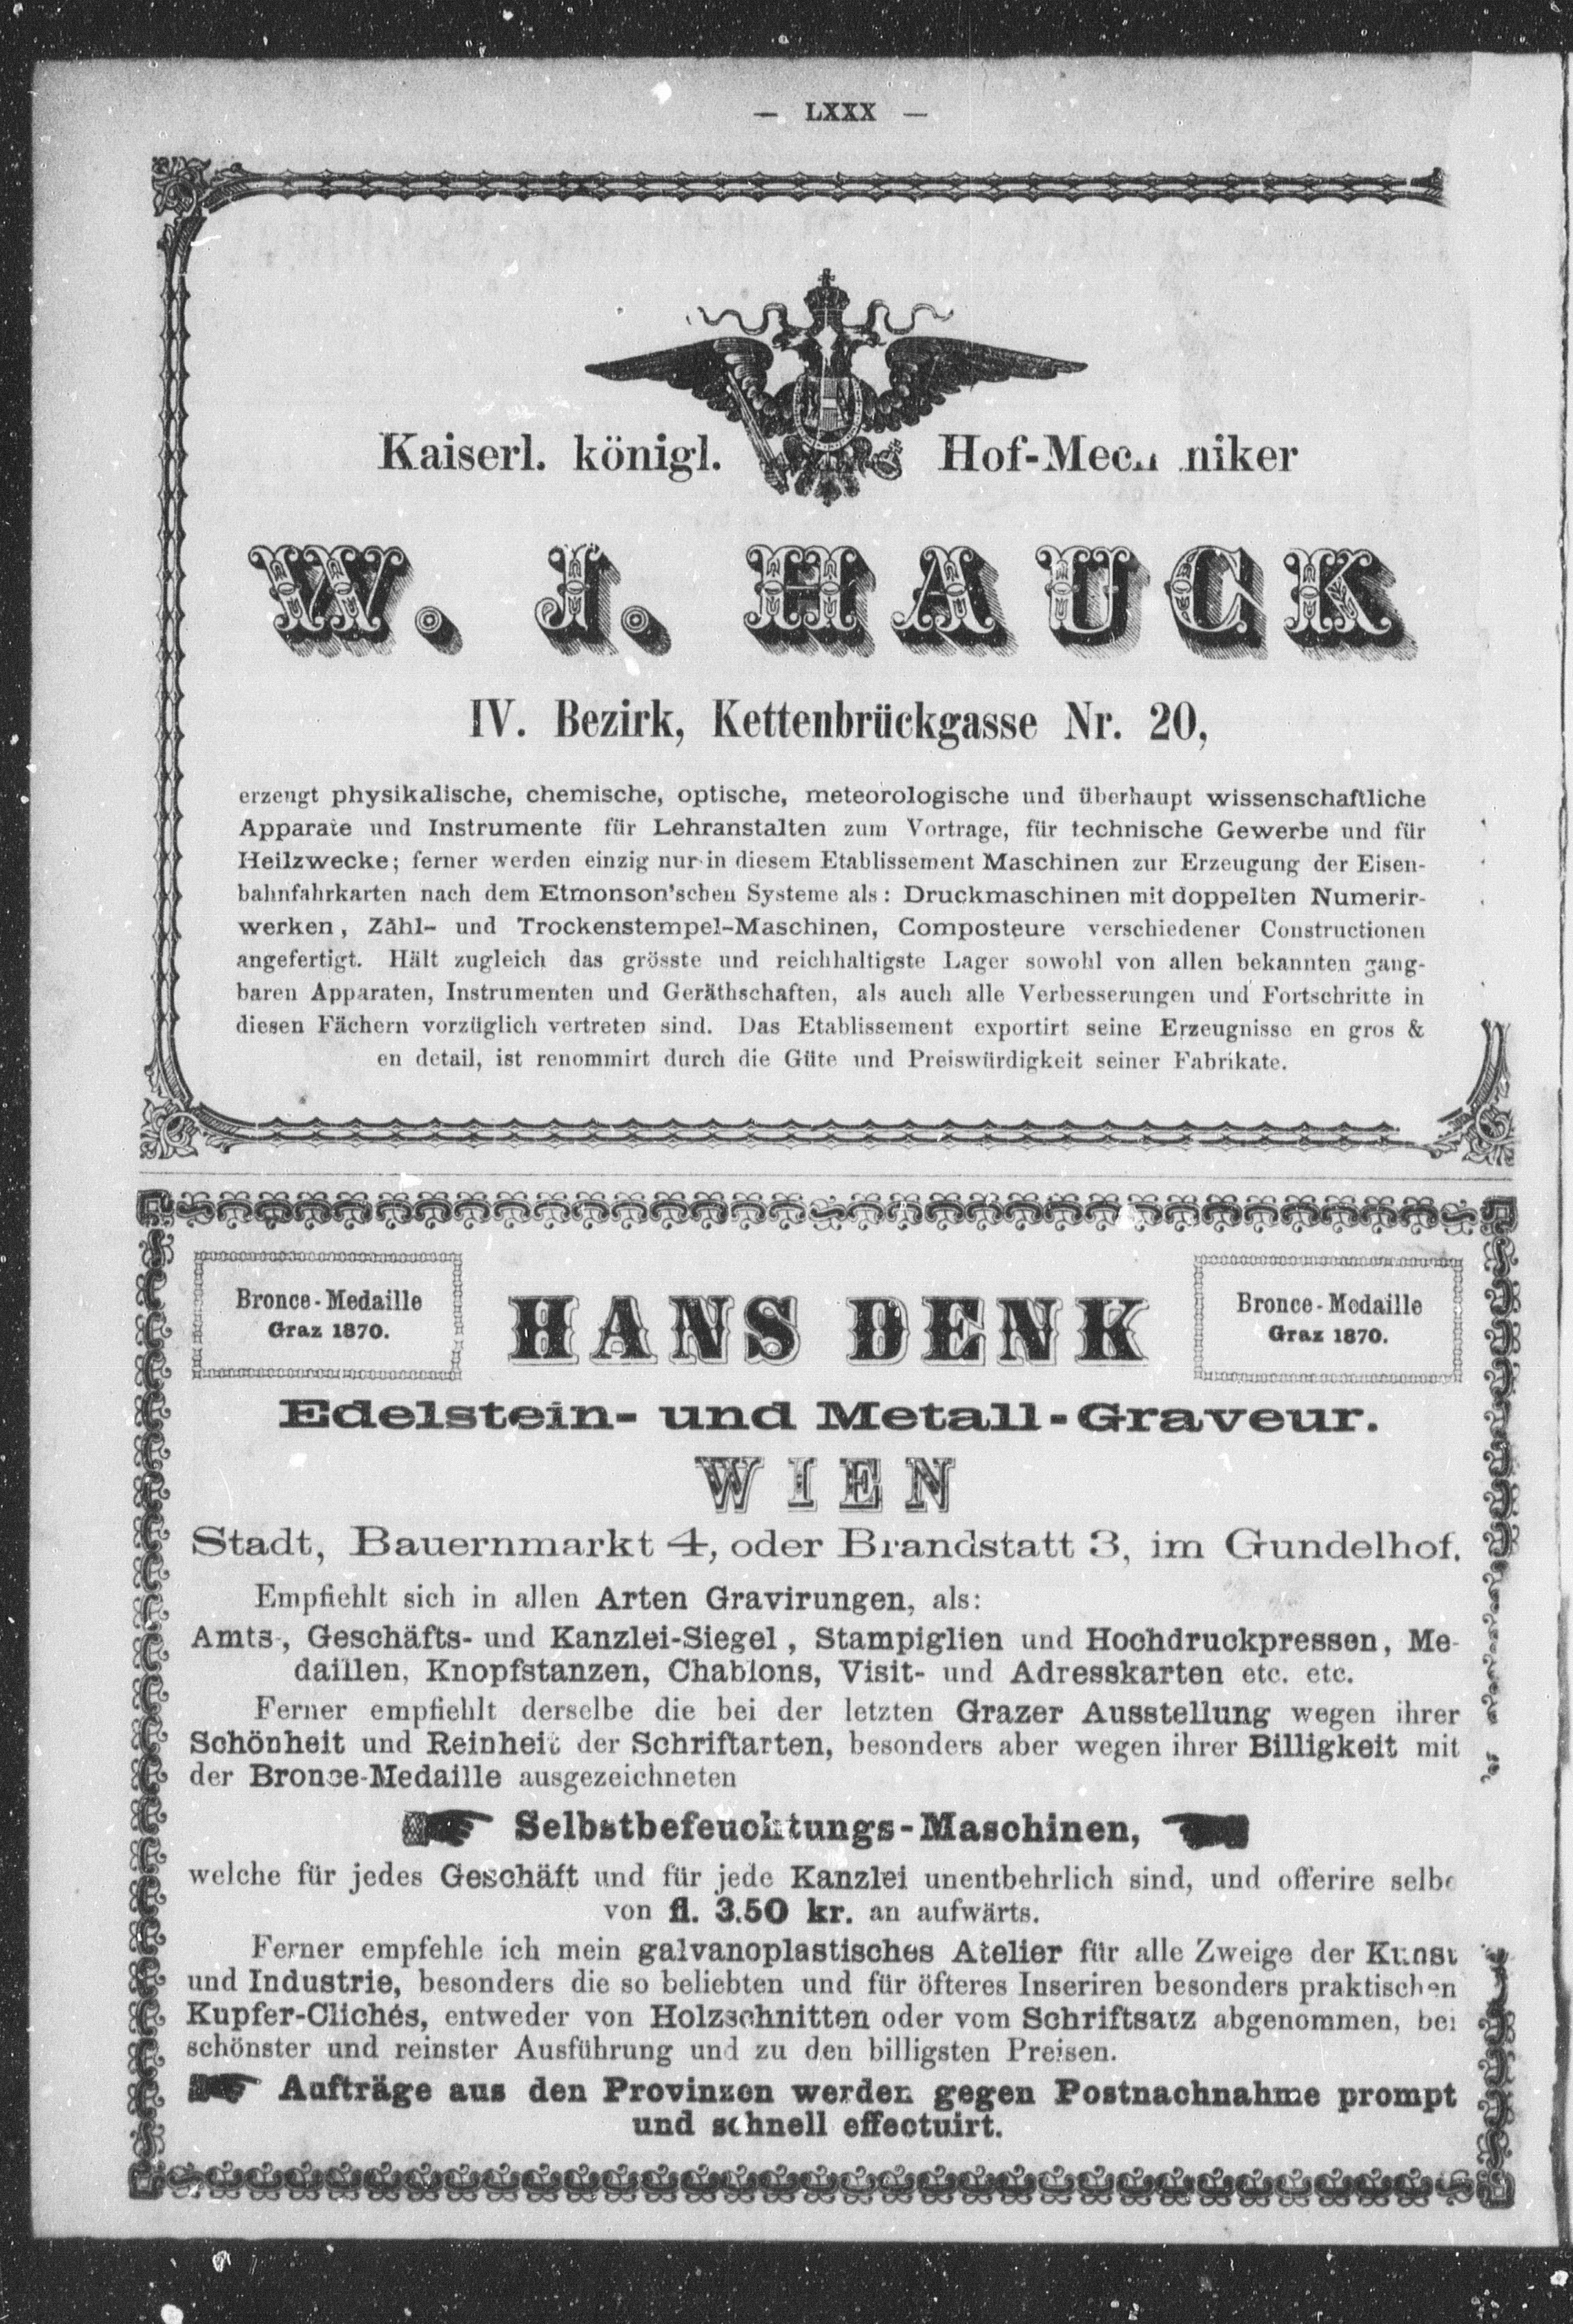 — LXXX —
Kaiserl. königl. Hof-Mechaniker
W. J. HAUCK
IV. Bezirk, Kettenbrückgasse Nr. 20,
erzeugt physikalische, chemische, optische, meteorologische und überhaupt wissenschaftliche
Apparate und Instrumente für Lehranstalten zum Vortrage, für technische Gewerbe und für
Heilzwecke; ferner werden einzig nur in diesem Etablissement Maschinen zur Erzeugung der Eisen-
bahnfahrkarten nach dem Etmonson'schen Systeme als: Druckmaschinen mit doppelten Numerir-
werken, Zähl- und Trockenstempel-Maschinen, Composteure verschiedener Constructionen
angefertigt. Hält zugleich das grösste und reichhaltigste Lager sowohl von allen bekannten gang-
baren Apparaten, Instrumenten und Geräthschaften, als auch alle Verbesserungen und Fortschritte in
diesen Fächern vorzüglich vertreten sind. Das Etablissement exportirt seine Erzeugnisse en gros &
en detail, ist renommirt durch die Güte und Preiswürdigkeit seiner Fabrikate.
Bronce-Medaille
Graz 1870.
HANS DENK
Bronce-Medaille
Graz 1870.
Edelstein- und Metall-Graveur.
WIEN
Stadt, Bauernmarkt 4, oder Brandstatt 3, im Gundelhof.
Empfiehlt sich in allen Arten Gravirungen, als:
Amts-, Geschäfts- und Kanzlei-Siegel, Stampiglien und Hochdruckpressen, Me-
daillen, Knopfstanzen, Chablons, Visit- und Adresskarten etc. etc.
Ferner empfiehlt derselbe die bei der letzten Grazer Ausstellung wegen ihrer
Schönheit und Reinheit der Schriftarten, besonders aber wegen ihrer Billigkeit mit
der Bronce-Medaille ausgezeichneten
Selbstbefeuchtungs-Maschinen,
welche für jedes Geschäft und für jede Kanzlei unentbehrlich sind, und offerire selbe
von fl. 3.50 kr. an aufwärts.
Ferner empfehle ich mein galvanoplastisches Atelier für alle Zweige der Kunst
und Industrie, besonders die so beliebten und für öfteres Inseriren besonders praktischen
Kupfer-Clichés, entweder von Holzschnitten oder vom Schriftsatz abgenommen, bei
schönster und reinster Ausführung und zu den billigsten Preisen.
Aufträge aus den Provinzen werden gegen Postnachnahme prompt
und schnell effectuirt.